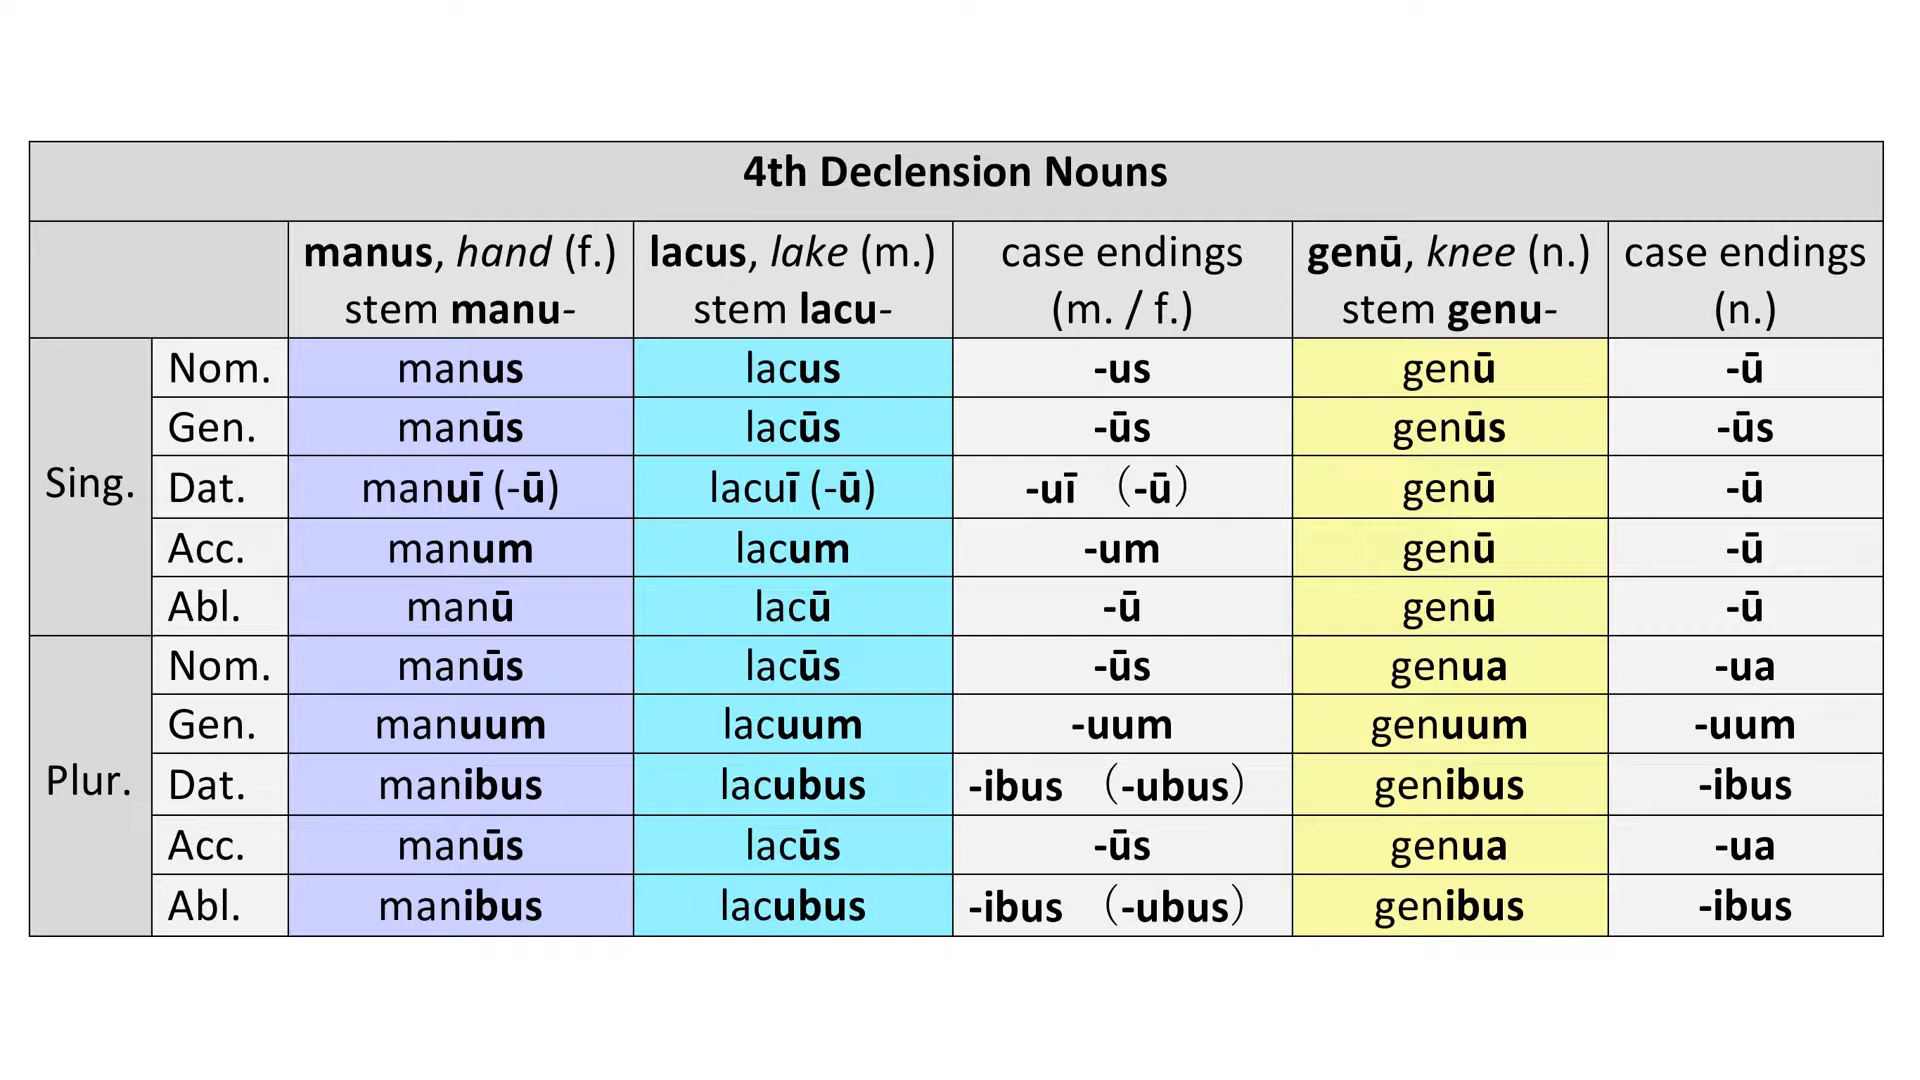 4th Declension Nouns
manus, hand (f.) lacus, lake (m.) case endings genū, knee (n.) case endings
stem manu- stem lacu- (m. / f.) stem genu- (n.)
Sing.
Nom. manus lacus -us genū -ū
Gen. manūs lacūs -ūs genūs -ūs
Dat. manuī (-ū) lacuī (-ū) -uī （-ū） genū -ū
Acc. manum lacum -um genū -ū
Abl. manū lacū -ū genū -ū
Plur.
Nom. manūs lacūs -ūs genua -ua
Gen. manuum lacuum -uum genuum -uum
Dat. manibus lacubus -ibus （-ubus） genibus -ibus
Acc. manūs lacūs -ūs genua -ua
Abl. manibus lacubus -ibus （-ubus） genibus -ibus